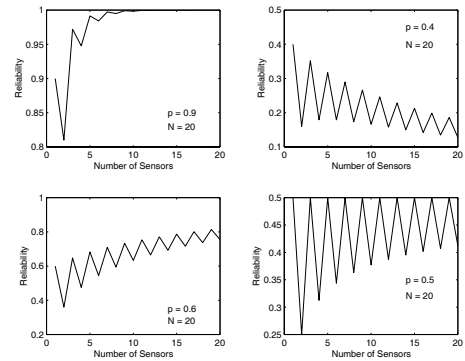 1
0.95
0.9
0.85
0.8
Reliability
p = 0.9
N = 20
0 5 10 15 20
Number of Sensors
0.5
0.4
0.3
0.2
0.1
Reliability
p = 0.4
N = 20
0 5 10 15 20
Number of Sensors
1
0.8
0.6
0.4
0.2
Reliability
p = 0.6
N = 20
0 5 10 15 20
Number of Sensors
0.5
0.45
0.4
0.35
0.3
0.25
Reliability
p = 0.5
N = 20
0 5 10 15 20
Number of Sensors